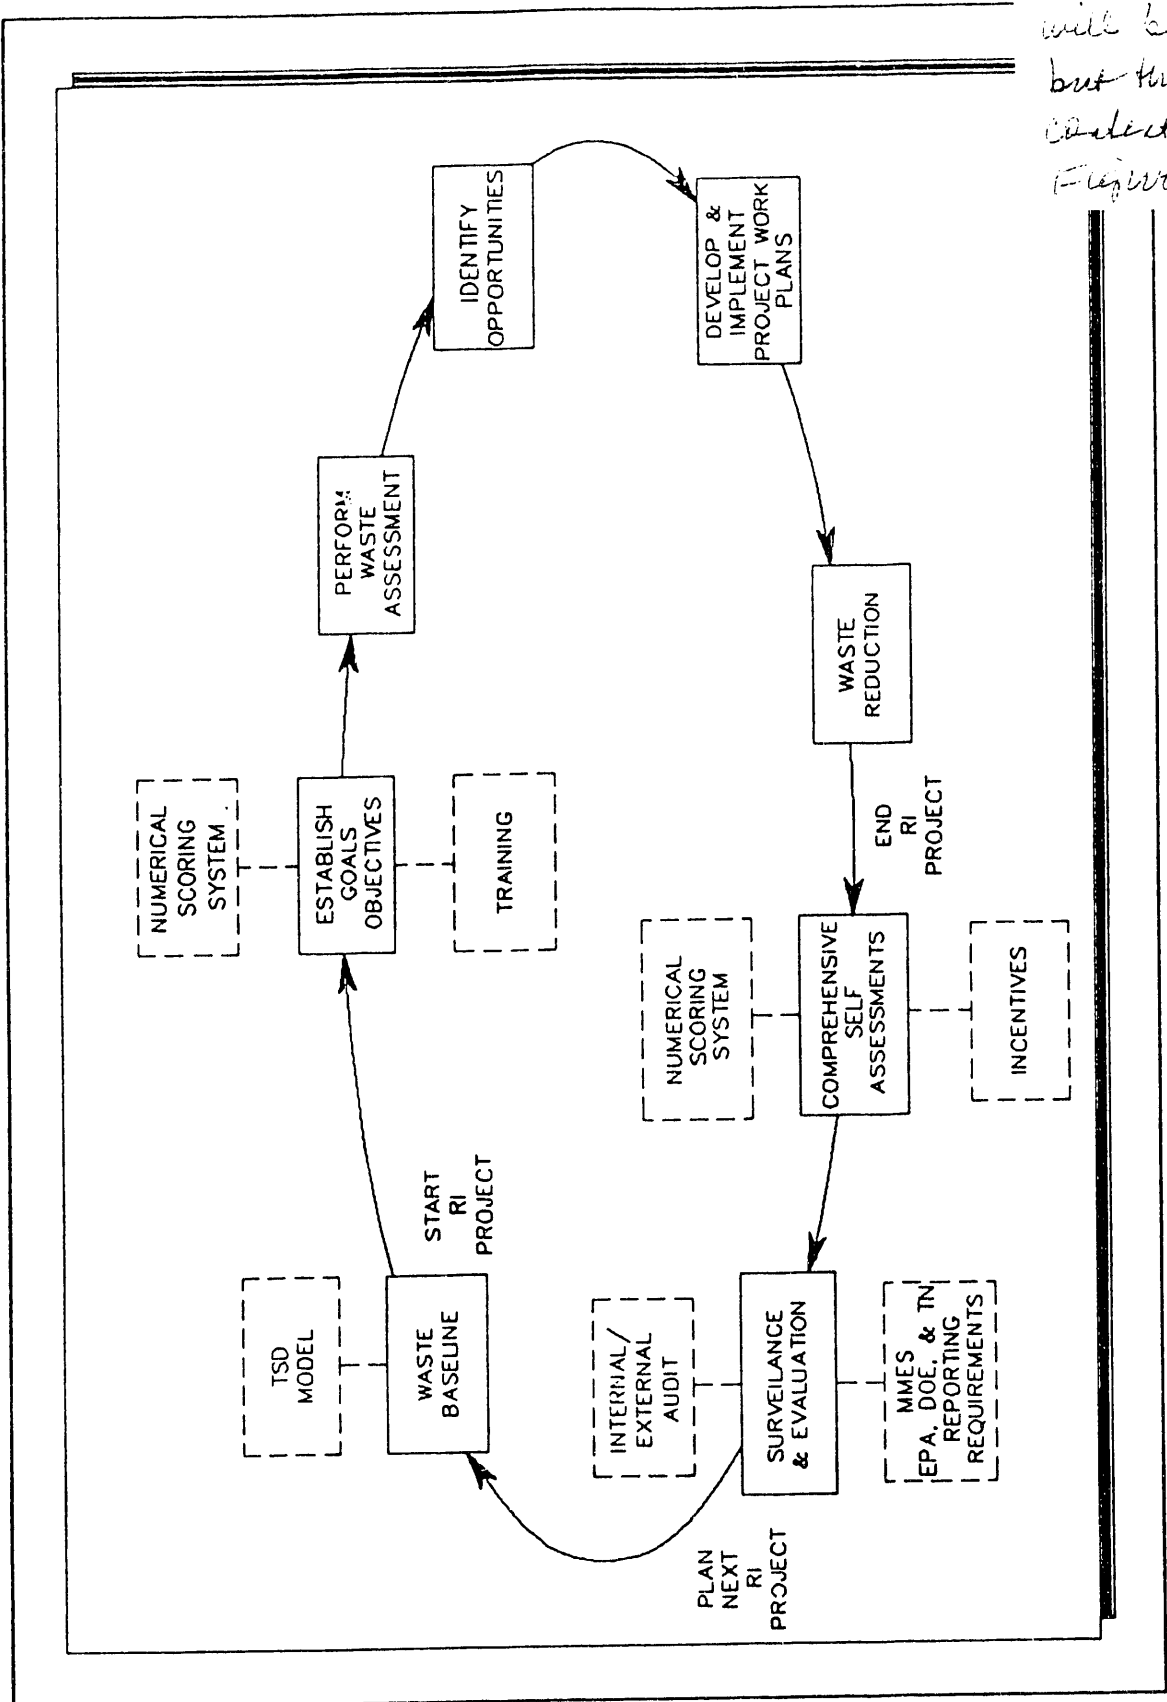 will
but
TSD
MODEL
WASTE
BASELINE
START
RI
PROJECT
NUMERICAL
SCORING
SYSTEM
ESTABLISH
GOALS
OBJECTIVES
TRAINING
PERFORM
WASTE
ASSESSMENT
IDENTIFY
OPPORTUNITIES
DEVELOP &
IMPLEMENT
PROJECT WORK
PLANS
WASTE
REDUCTION
END
RI
PROJECT
NUMERICAL
SCORING
SYSTEM
COMPREHENSIVE
SELF
ASSESSMENTS
INCENTIVES
INTERNAL/
EXTERNAL
AUDIT
SURVEILANCE
& EVALUATION
MMES
EPA, DOE, & TN
REPORTING
REQUIREMENTS
PLAN
NEXT
RI
PROJECT